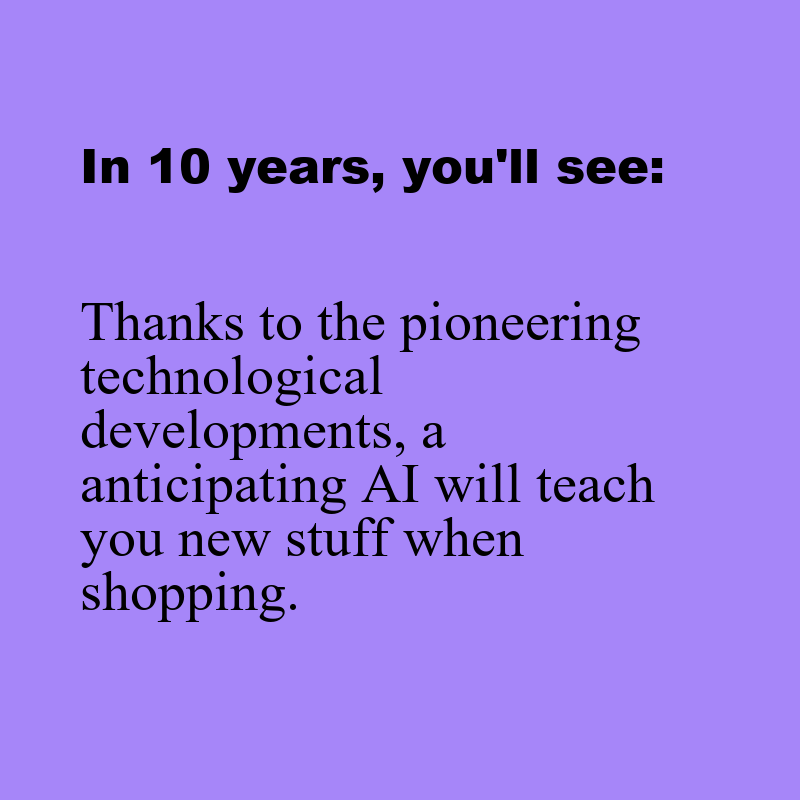 In 10 years, you'll see:
Thanks to the pioneering
technological
developments, a
anticipating AI will teach
you new stuff when
shopping.